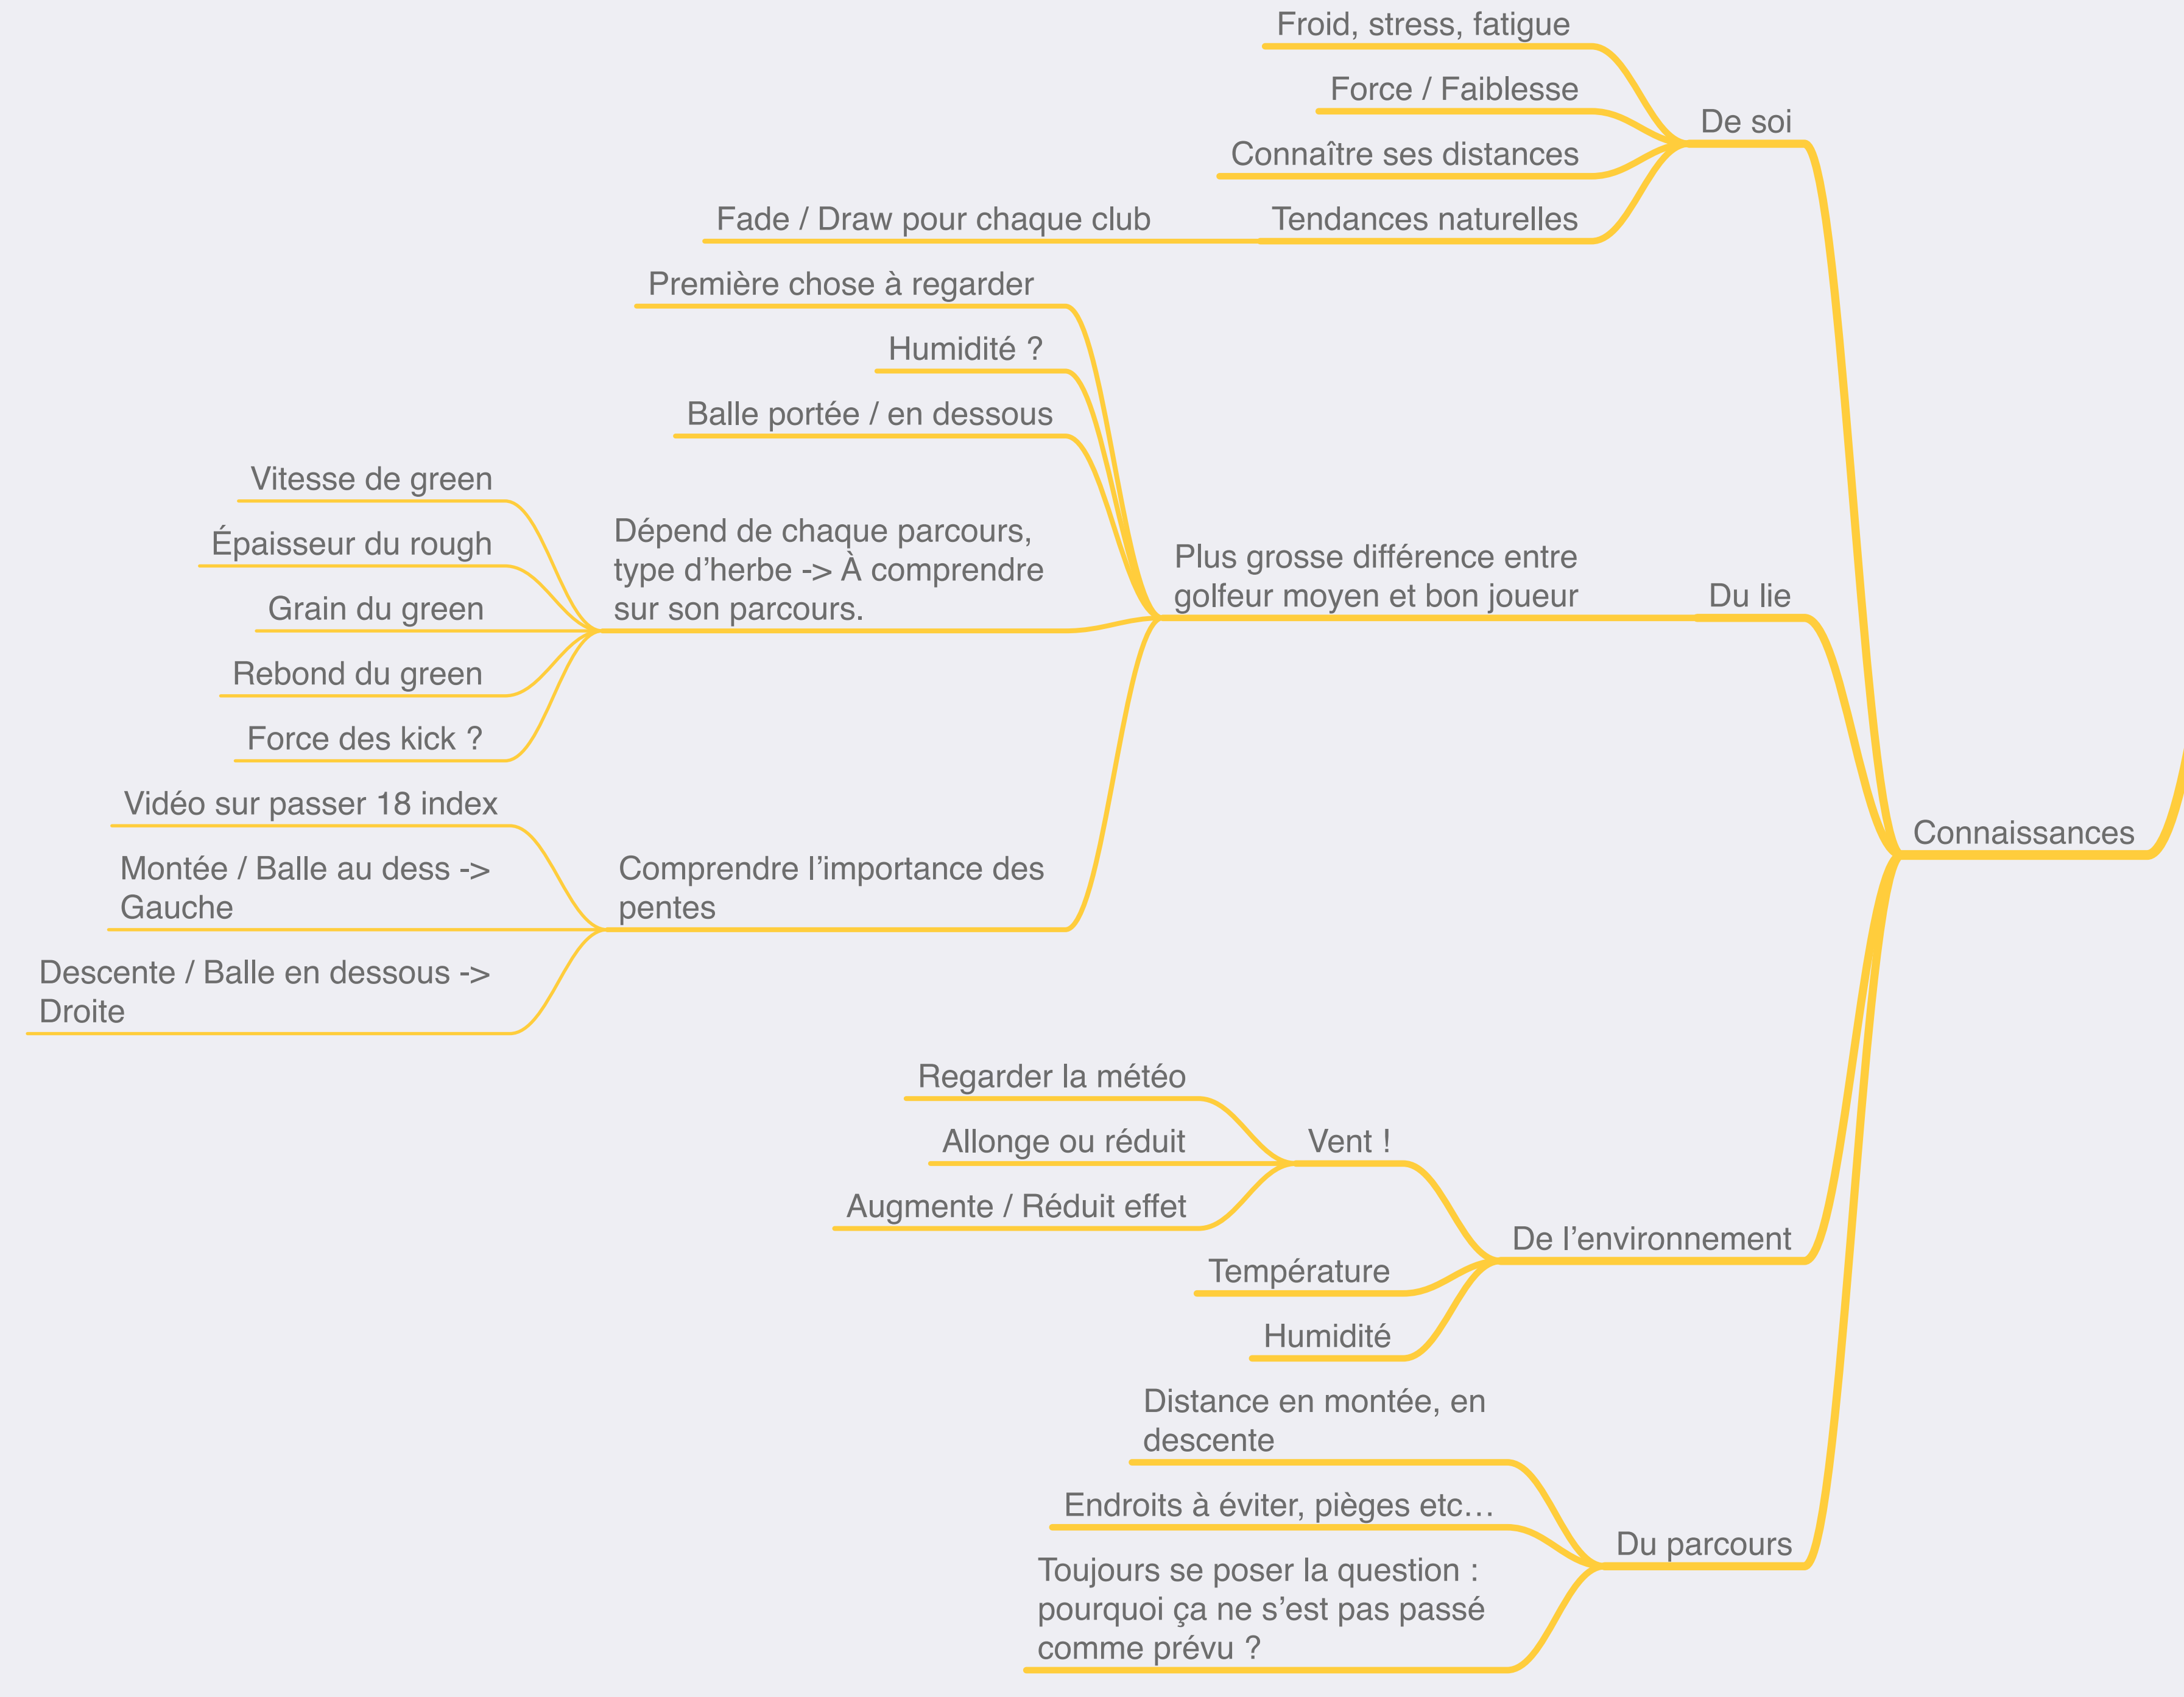 Froid, stress, fatigue
Force / Faiblesse
De soi
Connaître ses distances
Fade / Draw pour chaque club
Tendances naturelles
Première chose à regarder
Humidité ?
Balle portée / en dessous
Vitesse de green
Épaisseur du rough
Grain du green
Rebond du green
Force des kick ?
Dépend de chaque parcours,
type d’herbe -> À comprendre
sur son parcours.
Plus grosse différence entre
golfeur moyen et bon joueur
Du lie
Vidéo sur passer 18 index
Montée / Balle au dess ->
Gauche
Descente / Balle en dessous ->
Droite
Comprendre l’importance des
pentes
Connaissances
Regarder la météo
Allonge ou réduit
Augmente / Réduit effet
Vent !
Température
Humidité
De l’environnement
Distance en montée, en
descente
Endroits à éviter, pièges etc…
Toujours se poser la question :
pourquoi ça ne s’est pas passé
comme prévu ?
Du parcours